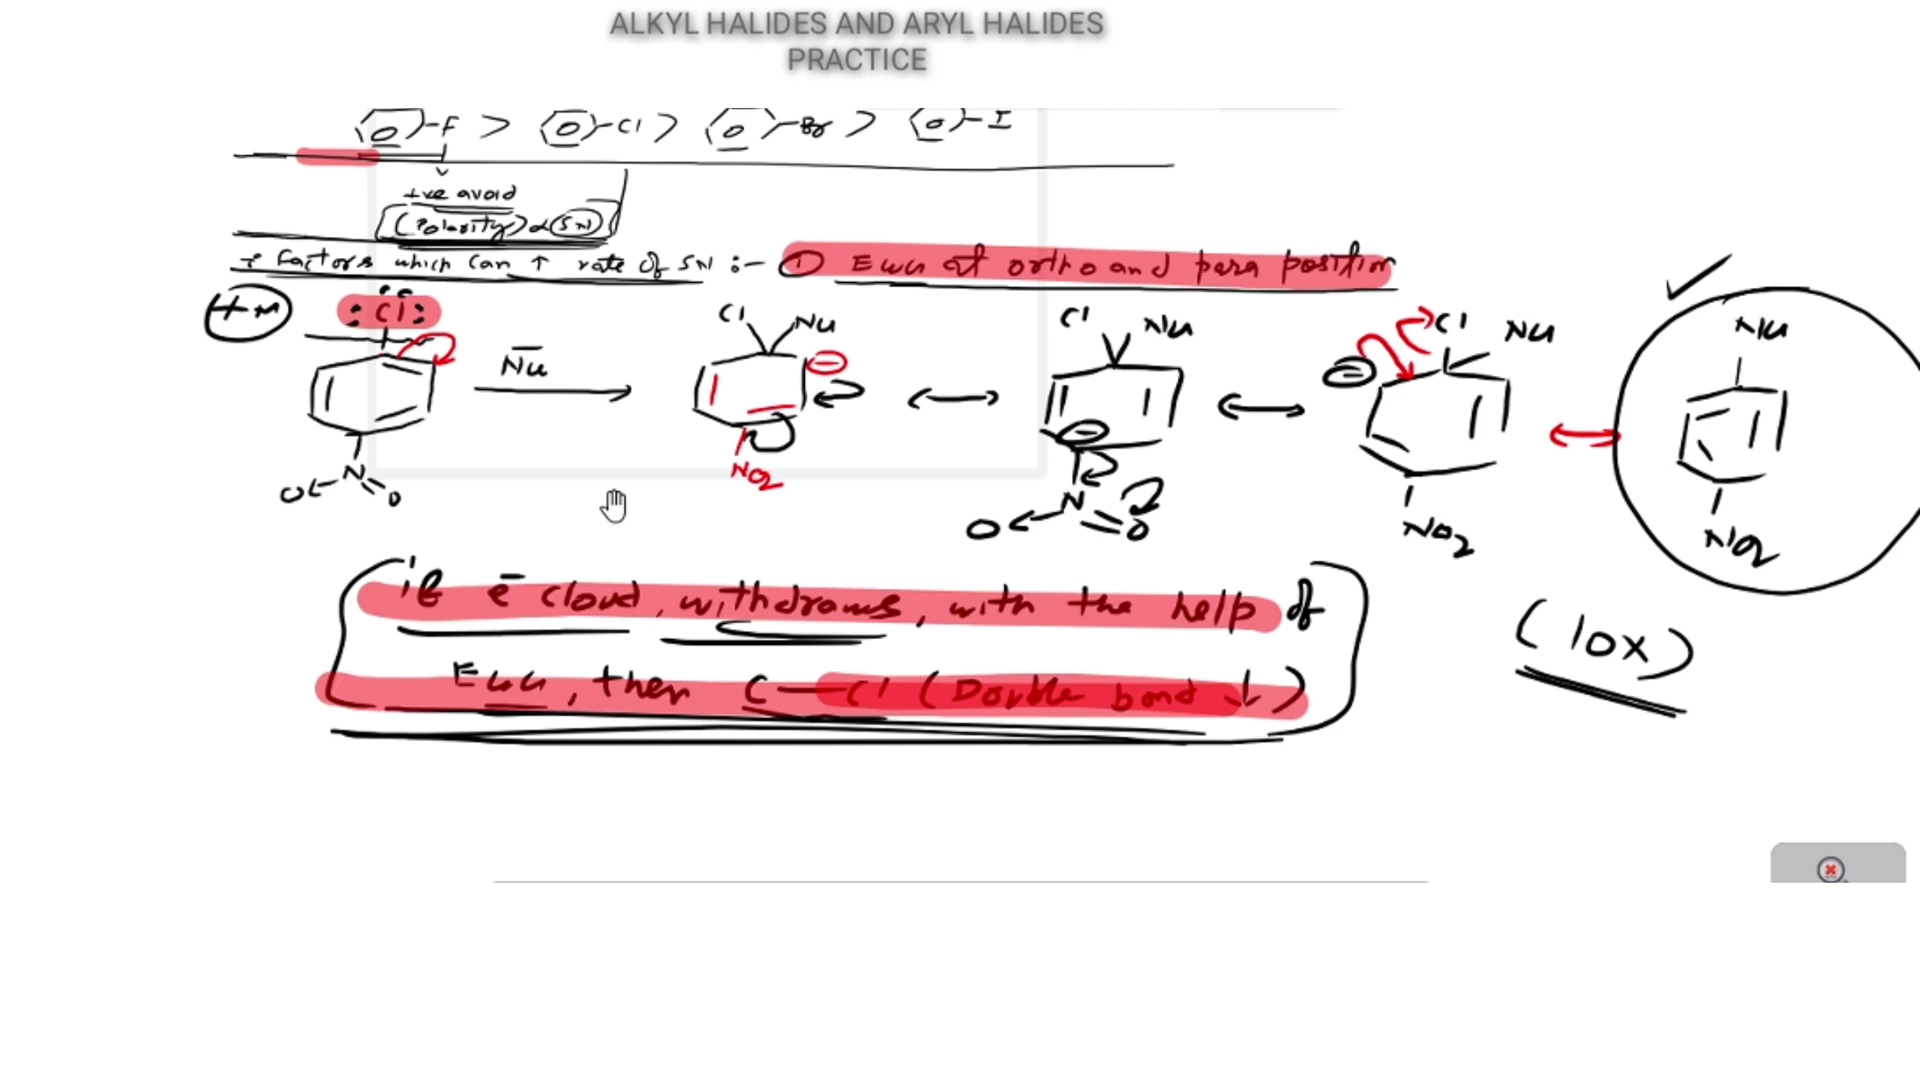 ALKYL HALIDES AND ARYL HALIDES
PRACTICE
-F > -Cl > -Br > -I
+ve avoid
(Polarity) α (SN)
Factors which can ↑ rate of SN :- ① EWG at ortho and para position
+M
:Cl:
Cl Nu
Cl Nu
Cl Nu
Nu
N̄u
⊖
⊖
⊖
O← N =O
NO2
O← N =O
NO2
NO2
if e̅ cloud, withdraws, with the help of
EWG, then C—Cl (Double bond ↓)
(10x)